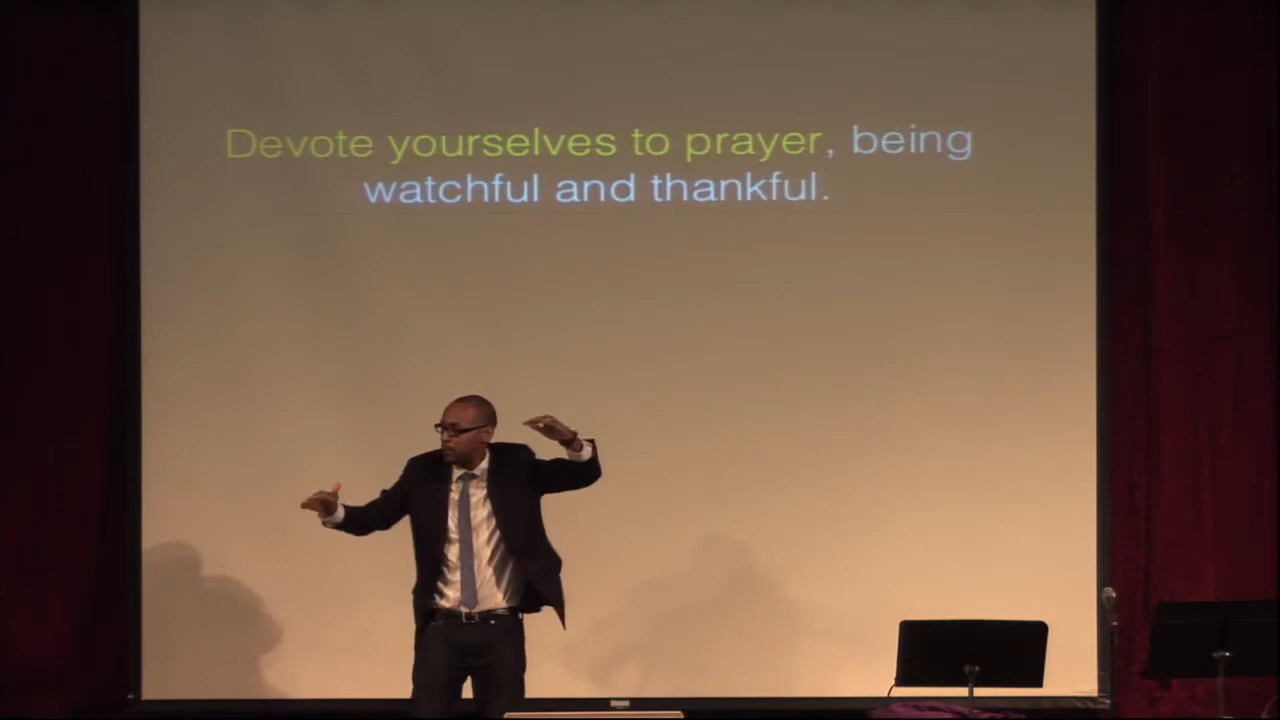 Devote yourselves to prayer, being
watchful and thankful.